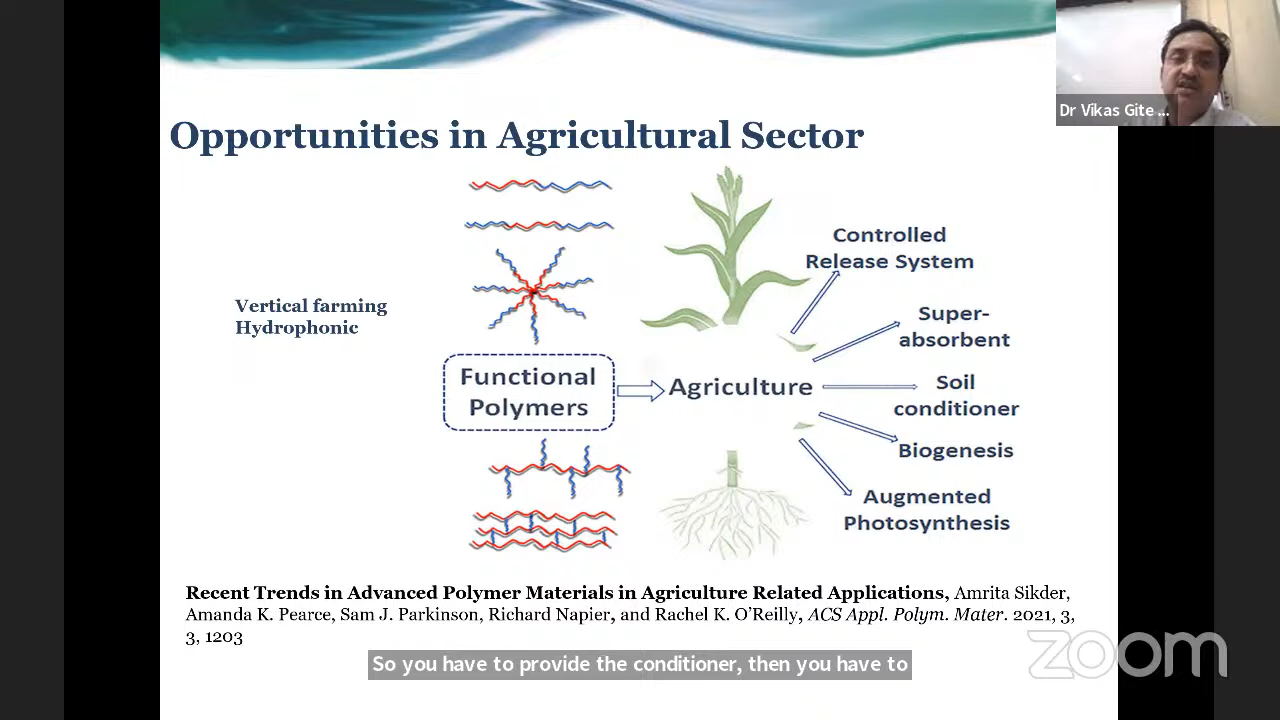 Dr Vikas Gite ...
Opportunities in Agricultural Sector
Vertical farming
Hydrophonic
Functional
Polymers
Agriculture
Controlled
Release System
Super-
absorbent
Soil
conditioner
Biogenesis
Augmented
Photosynthesis
Recent Trends in Advanced Polymer Materials in Agriculture Related Applications, Amrita Sikder,
Amanda K. Pearce, Sam J. Parkinson, Richard Napier, and Rachel K. O'Reilly, ACS Appl. Polym. Mater. 2021, 3,
3, 1203
zoom
So you have to provide the conditioner, then you have to